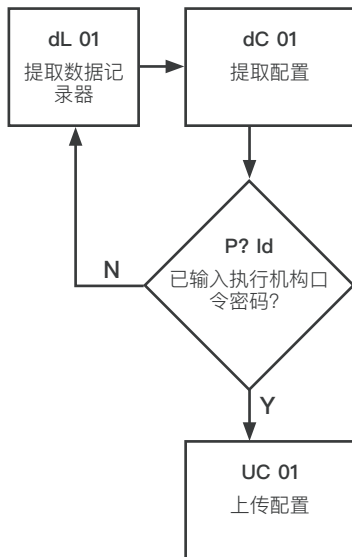 dL 01
提取数据记
录器
dC 01
提取配置
P? Id
已输入执行机构口
令密码?
N
Y
UC 01
上传配置